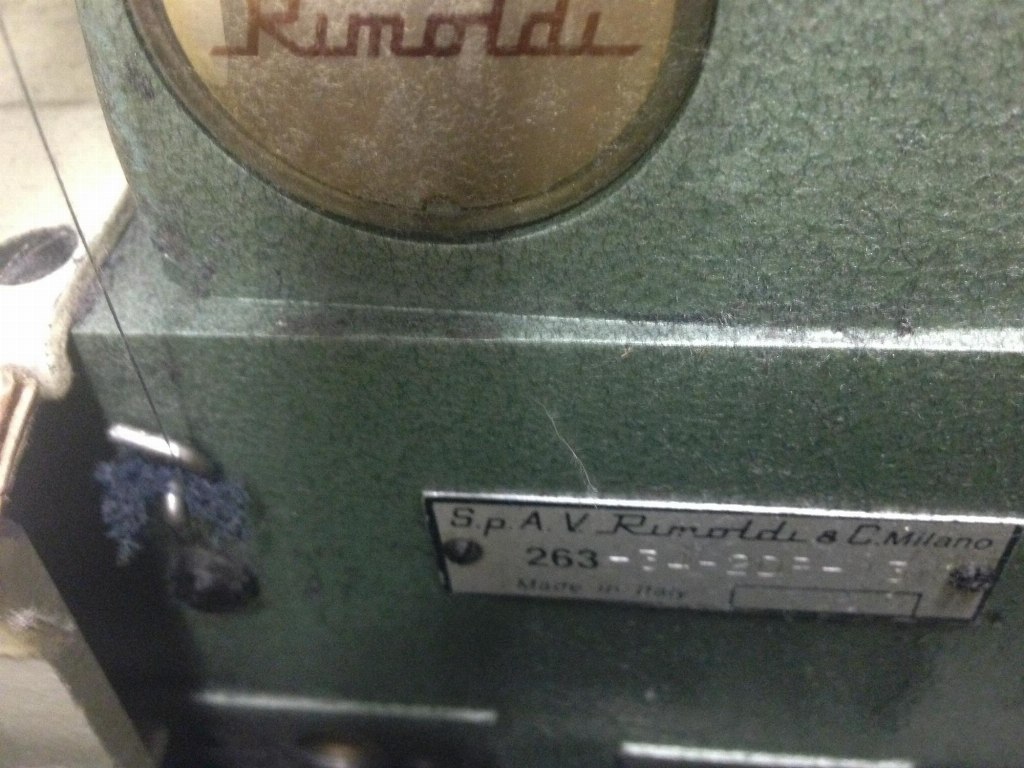 Rimoldi
S.p.A. V. Rimoldi & C. Milano
263
Made in Italy